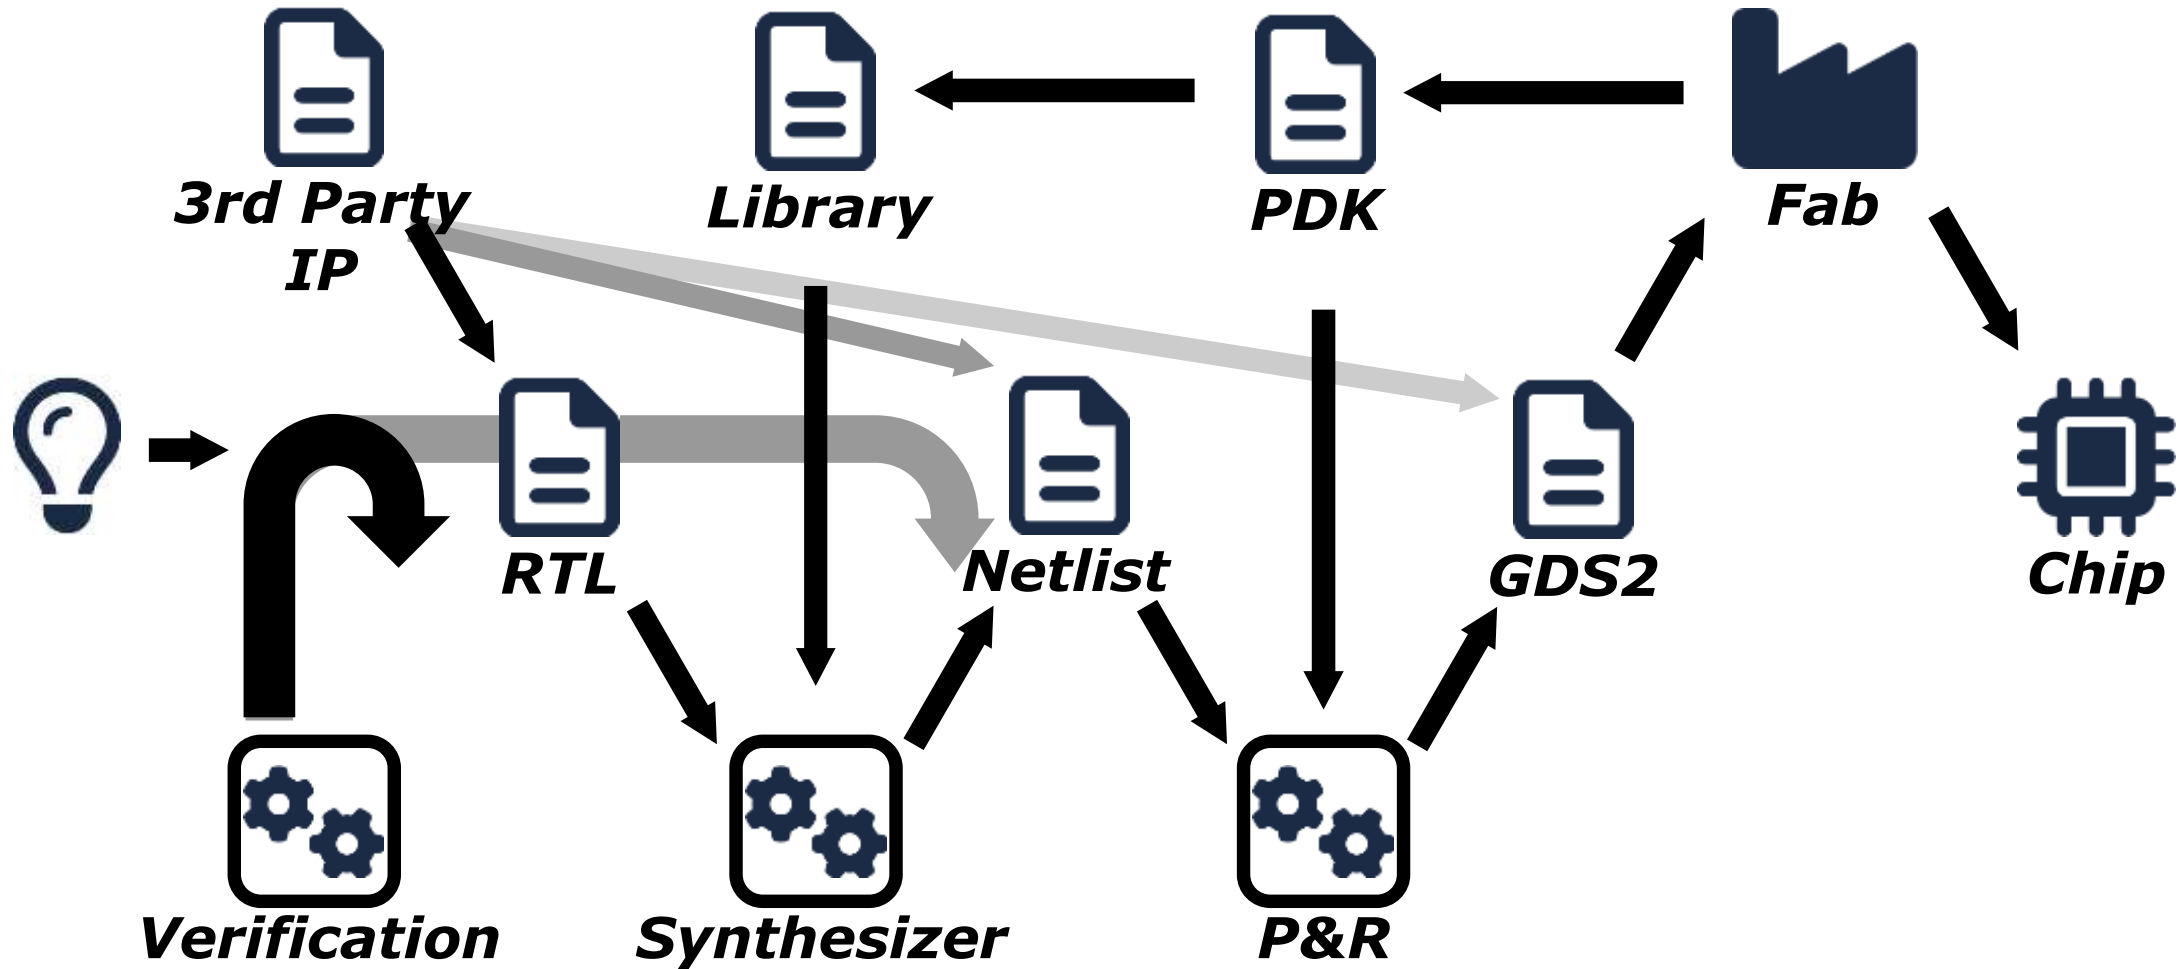 3rd Party
IP
Library
PDK
Fab
RTL
Netlist
GDS2
Chip
Verification
Synthesizer
P&R